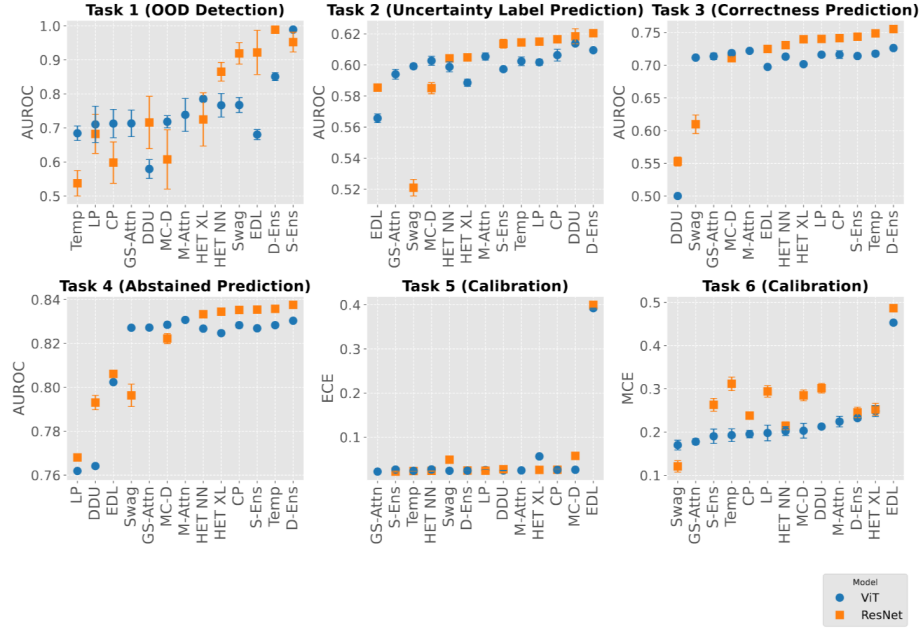 Task 1 (OOD Detection)
AUROC
1.0
0.9
0.8
0.7
0.6
0.5
Temp
LP
CP
GS-Attn
DDU
MC-D
M-Attn
HET XL
HET NN
Swag
EDL
D-Ens
S-Ens
Task 2 (Uncertainty Label Prediction)
AUROC
0.62
0.60
0.58
0.56
0.54
0.52
EDL
GS-Attn
Swag
MC-D
HET NN
HET XL
M-Attn
S-Ens
Temp
LP
CP
DDU
D-Ens
Task 3 (Correctness Prediction)
AUROC
0.75
0.70
0.65
0.60
0.55
0.50
DDU
Swag
GS-Attn
MC-D
M-Attn
EDL
HET NN
HET XL
LP
CP
S-Ens
Temp
D-Ens
Task 4 (Abstained Prediction)
AUROC
0.84
0.82
0.80
0.78
0.76
LP
DDU
EDL
Swag
GS-Attn
MC-D
M-Attn
HET NN
HET XL
CP
S-Ens
Temp
D-Ens
Task 5 (Calibration)
ECE
0.4
0.3
0.2
0.1
GS-Attn
S-Ens
Temp
HET NN
Swag
D-Ens
LP
DDU
M-Attn
HET XL
CP
MC-D
EDL
Task 6 (Calibration)
MCE
0.5
0.4
0.3
0.2
0.1
Swag
GS-Attn
S-Ens
Temp
CP
LP
HET NN
MC-D
DDU
M-Attn
D-Ens
HET XL
EDL
Model
ViT
ResNet